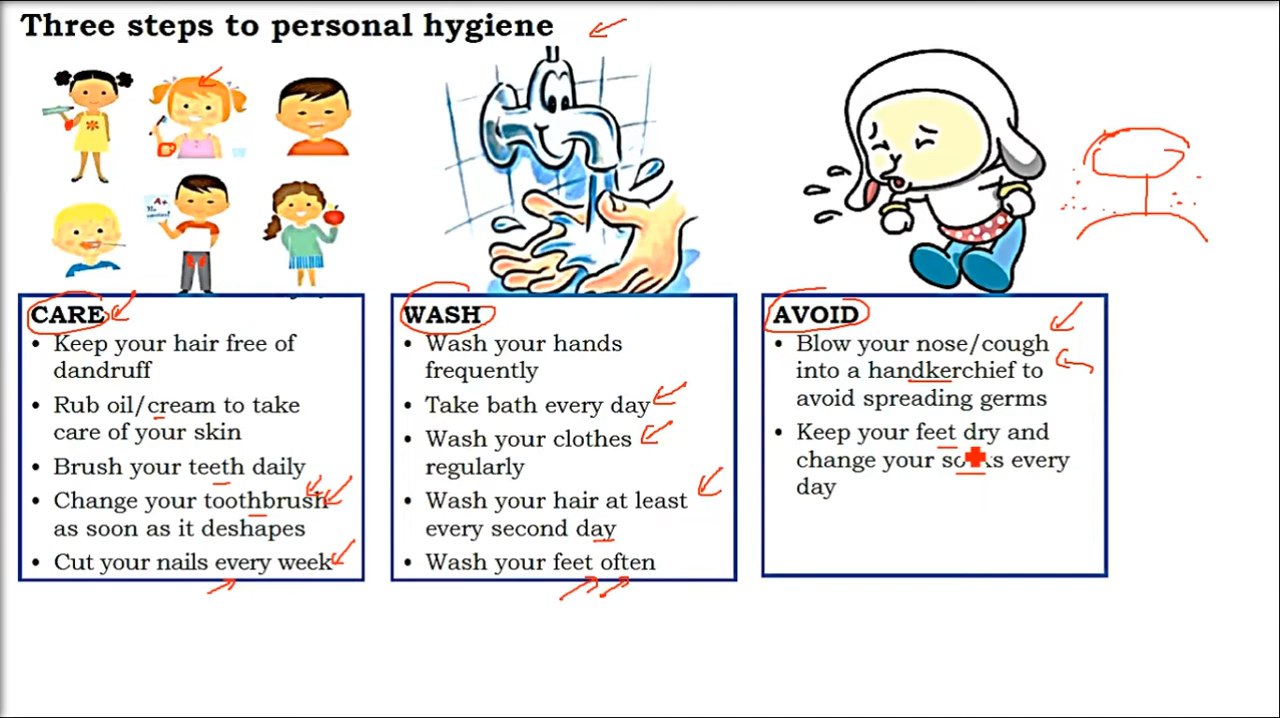 Three steps to personal hygiene
A+
CARE
• Keep your hair free of
dandruff
• Rub oil/cream to take
care of your skin
• Brush your teeth daily
• Change your toothbrush
as soon as it deshapes
• Cut your nails every week
WASH
• Wash your hands
frequently
• Take bath every day
• Wash your clothes
regularly
• Wash your hair at least
every second day
• Wash your feet often
AVOID
• Blow your nose/cough
into a handkerchief to
avoid spreading germs
• Keep your feet dry and
change your socks every
day